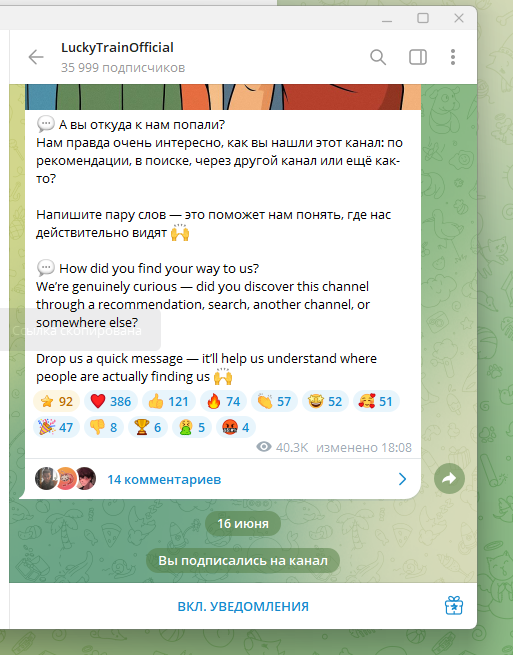 LuckyTrainOfficial
35 999 подписчиков
💬 А вы откуда к нам попали?
Нам правда очень интересно, как вы нашли этот канал: по
рекомендации, в поиске, через другой канал или ещё как-
то?
Напишите пару слов — это поможет нам понять, где нас
действительно видят 🙌
💬 How did you find your way to us?
We’re genuinely curious — did you discover this channel
through a recommendation, search, another channel, or
somewhere else?
Ссылка скопирована
Drop us a quick message — it’ll help us understand where
people are actually finding us 🙌
⭐ 92 ❤️ 386 👍 121 🔥 74 👏 57 🤩 52 🥰 51
🎉 47 👎 8 🏆 6 🤮 5 🤬 4
40.3K изменено 18:08
14 комментариев
16 июня
Вы подписались на канал
ВКЛ. УВЕДОМЛЕНИЯ